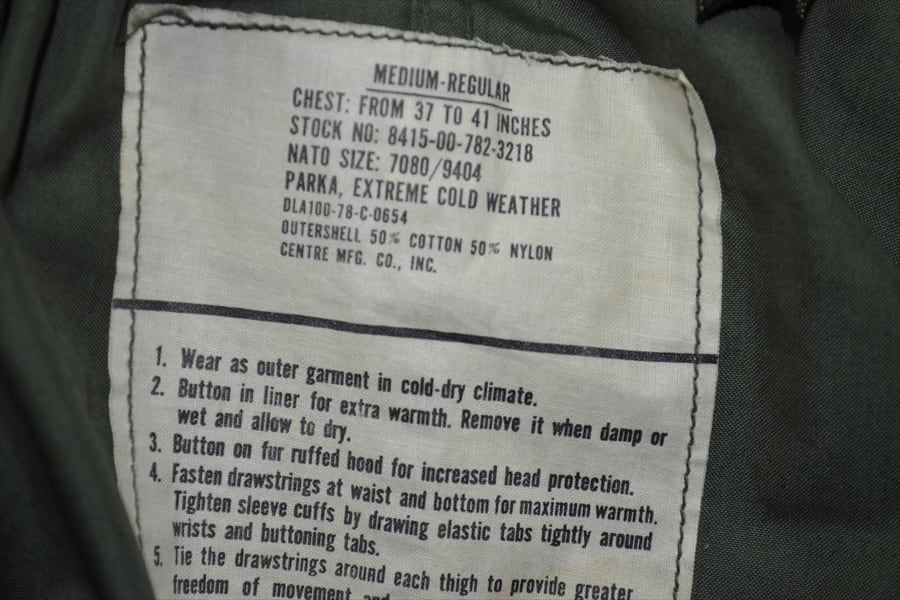 MEDIUM-REGULAR
CHEST: FROM 37 TO 41 INCHES
STOCK NO: 8415-00-782-3218
NATO SIZE: 7080/9404
PARKA, EXTREME COLD WEATHER
DLA100-78-C-0654
OUTERSHELL 50% COTTON 50% NYLON
CENTRE MFG. CO., INC.
1. Wear as outer garment in cold-dry climate.
2. Button in liner for extra warmth. Remove it when damp or
wet and allow to dry.
3. Button on fur ruffed hood for increased head protection.
4. Fasten drawstrings at waist and bottom for maximum warmth.
Tighten sleeve cuffs by drawing elastic tabs tightly around
wrists and buttoning tabs.
5. Tie the drawstrings around each thigh to provide greater
freedom of movement and